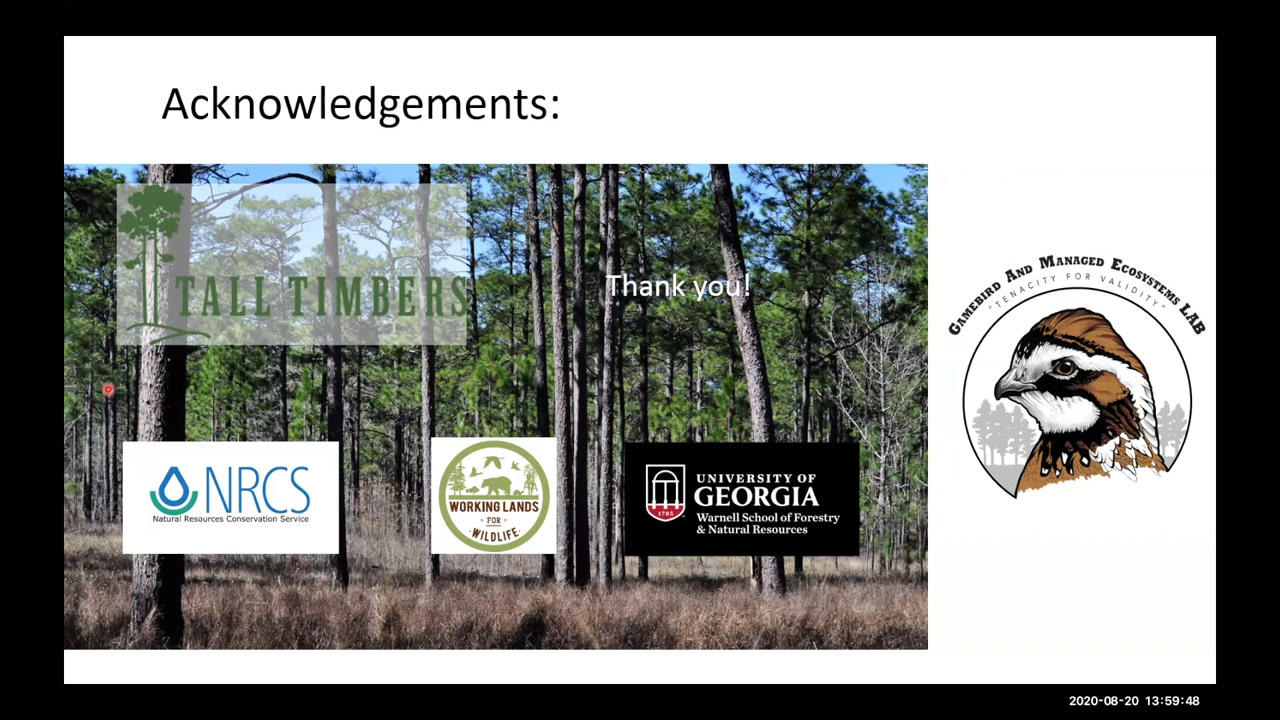 Acknowledgements:
TALL TIMBERS
Thank you!
GAMEBIRD AND MANAGED ECOSYSTEMS LAB
"TENACITY FOR VALIDITY"
NRCS
Natural Resources Conservation Service
WORKING LANDS
FOR
WILDLIFE
UNIVERSITY OF
GEORGIA
1785
Warnell School of Forestry
& Natural Resources
2020-08-20 13:59:48